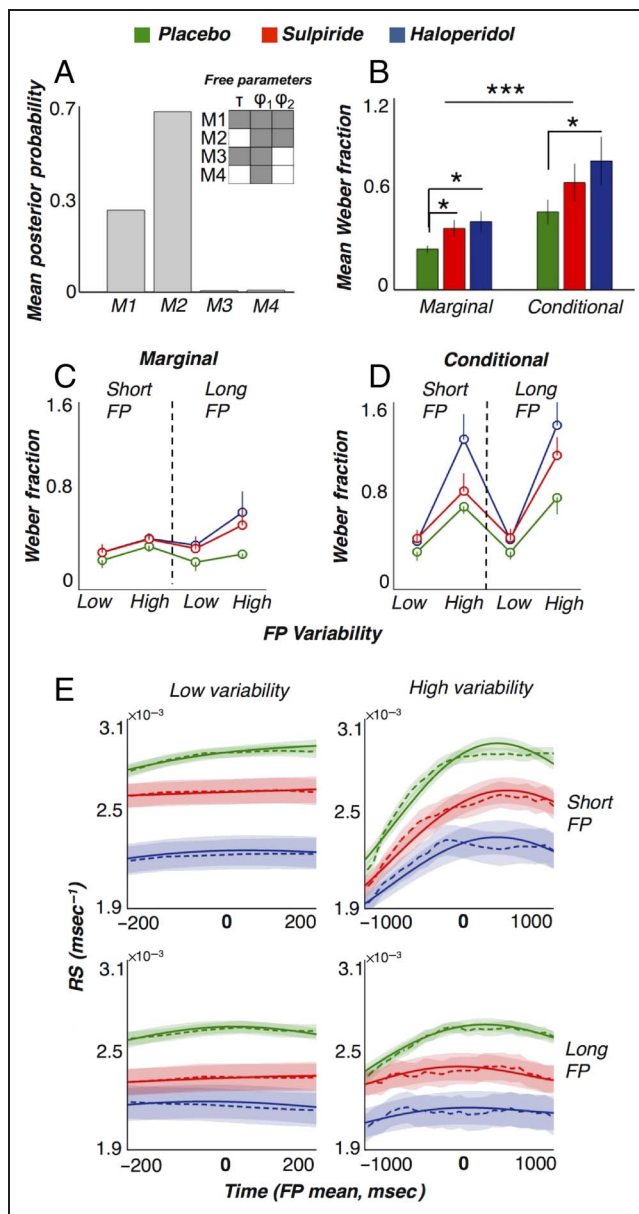 Placebo Sulpiride Haloperidol
A
Free parameters
τ φ1 φ2
M1
M2
M3
M4
Mean posterior probability
0.7
0.3
0
M1 M2 M3 M4
B
Mean Weber fraction
1.2
0.6
0
***
*
*
*
Marginal Conditional
Marginal
C
Short FP
Long FP
Weber fraction
1.6
0.8
0
Low High Low High
Conditional
D
Short FP
Long FP
Weber fraction
1.6
0.8
0
Low High Low High
FP Variability
E
Low variability High variability
RS (msec⁻¹)
×10⁻³ ×10⁻³
3.1 3.1
2.5 2.5
1.9 1.9
−200 0 200 −1000 0 1000
Short
FP
×10⁻³ ×10⁻³
3.1 3.1
2.5 2.5
1.9 1.9
−200 0 200 −1000 0 1000
Long
FP
Time (FP mean, msec)